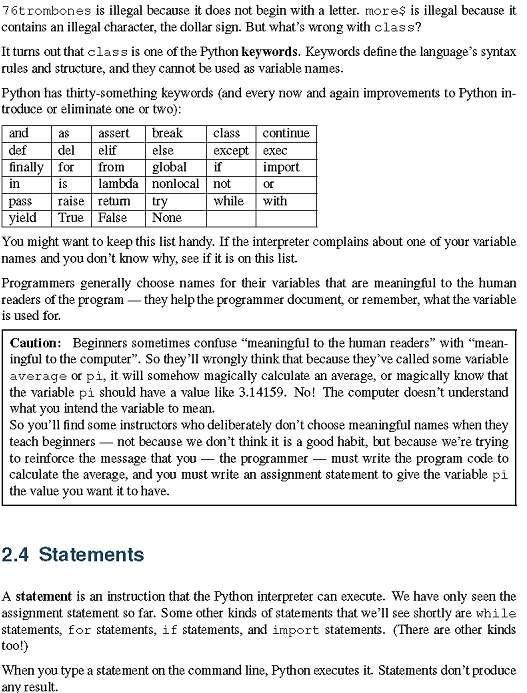 76trombones is illegal because it does not begin with a letter. more$ is illegal because it
contains an illegal character, the dollar sign. But what's wrong with class?
It turns out that class is one of the Python keywords. Keywords define the language's syntax
rules and structure, and they cannot be used as variable names.
Python has thirty-something keywords (and every now and again improvements to Python in-
troduce or eliminate one or two):
and as assert break class continue
def del elif else except exec
finally for from global if import
in is lambda nonlocal not or
pass raise return try while with
yield True False None
You might want to keep this list handy. If the interpreter complains about one of your variable
names and you don't know why, see if it is on this list.
Programmers generally choose names for their variables that are meaningful to the human
readers of the program — they help the programmer document, or remember, what the variable
is used for.
Caution: Beginners sometimes confuse “meaningful to the human readers” with “mean-
ingful to the computer”. So they'll wrongly think that because they've called some variable
average or pi, it will somehow magically calculate an average, or magically know that
the variable pi should have a value like 3.14159. No! The computer doesn't understand
what you intend the variable to mean.
So you'll find some instructors who deliberately don't choose meaningful names when they
teach beginners — not because we don't think it is a good habit, but because we're trying
to reinforce the message that you — the programmer — must write the program code to
calculate the average, and you must write an assignment statement to give the variable pi
the value you want it to have.
2.4 Statements
A statement is an instruction that the Python interpreter can execute. We have only seen the
assignment statement so far. Some other kinds of statements that we'll see shortly are while
statements, for statements, if statements, and import statements. (There are other kinds
too!)
When you type a statement on the command line, Python executes it. Statements don't produce
any result.